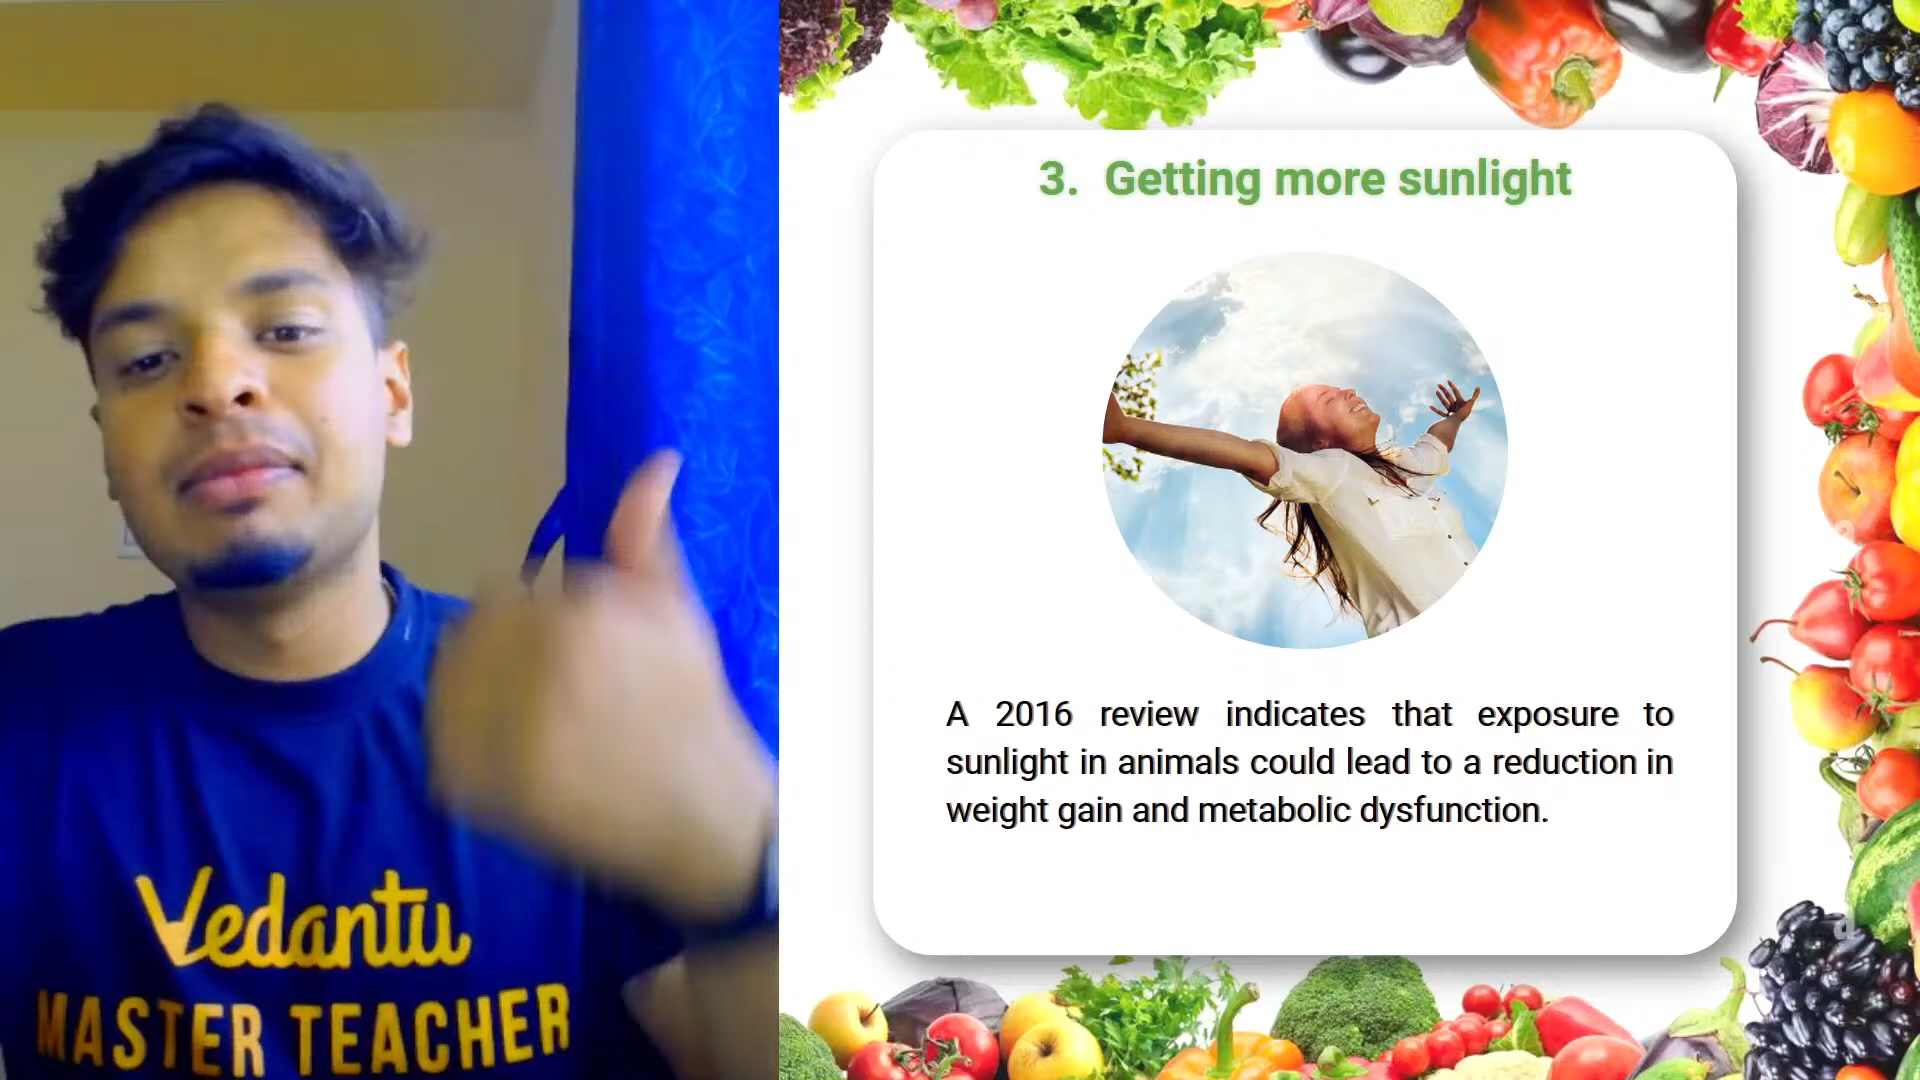 Vedantu
MASTER TEACHER
3. Getting more sunlight
A 2016 review indicates that exposure to
sunlight in animals could lead to a reduction in
weight gain and metabolic dysfunction.